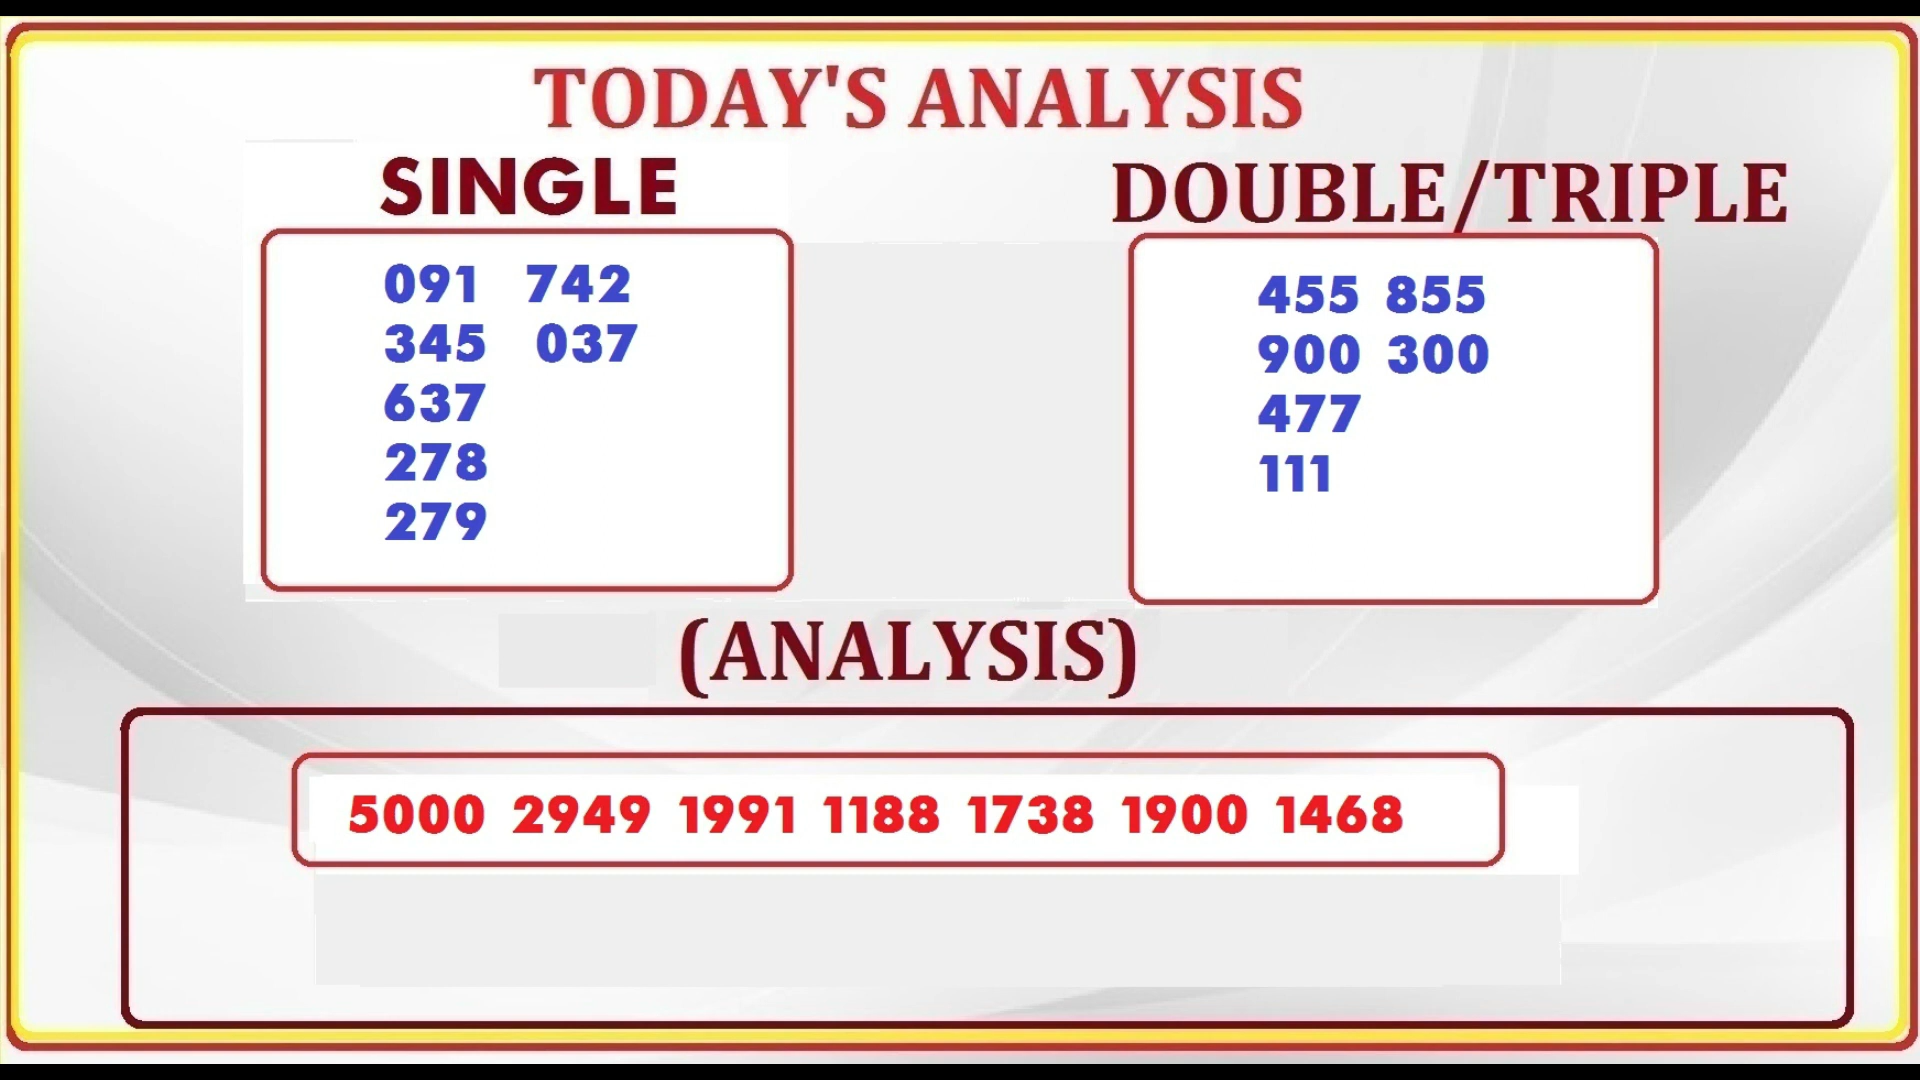 TODAY'S ANALYSIS
SINGLE
091 742
345 037
637
278
279
DOUBLE/TRIPLE
455 855
900 300
477
111
(ANALYSIS)
5000 2949 1991 1188 1738 1900 1468